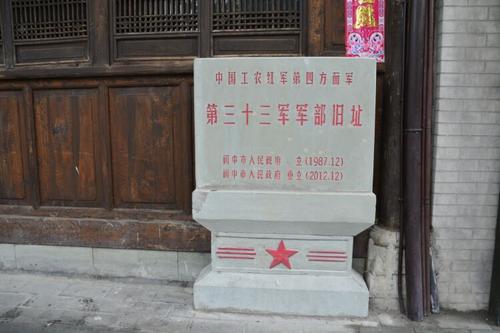 中国工农红军第四方面军
第三十三军军部旧址
阆中市人民政府 立(1987.12)
阆中市人民政府 重立(2012.12)